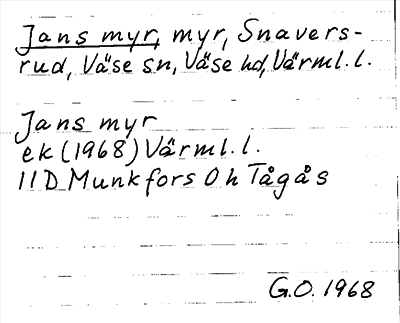 Jans myr, myr, Snavers-
rud, Väse sn, Väse hd, Värml. l.
Jans myr
ek (1968) Värml. l.
11D Munkfors 0h Tågås
G.O. 1968